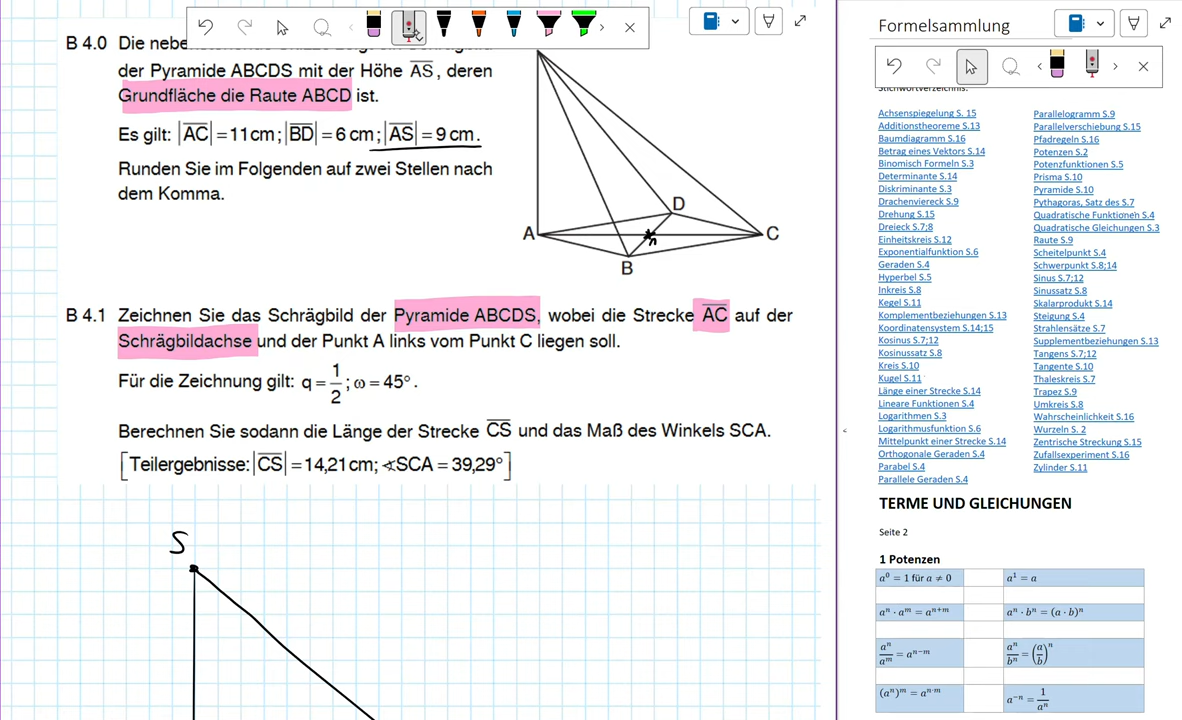 B 4.0 Die nebe
der Pyramide ABCDS mit der Höhe AS, deren
Grundfläche die Raute ABCD ist.
Es gilt: |AC| = 11 cm ; |BD| = 6 cm ; |AS| = 9 cm .
Runden Sie im Folgenden auf zwei Stellen nach
dem Komma.
A
B
C
D
B 4.1 Zeichnen Sie das Schrägbild der Pyramide ABCDS, wobei die Strecke AC auf der
Schrägbildachse und der Punkt A links vom Punkt C liegen soll.
Für die Zeichnung gilt: q = 1/2 ; ω = 45° .
Berechnen Sie sodann die Länge der Strecke CS und das Maß des Winkels SCA.
[Teilergebnisse: |CS| = 14,21 cm; ∢SCA = 39,29°]
S
Formelsammlung
Stichwortverzeichnis:
Achsenspiegelung S. 15
Additionstheoreme S.13
Baumdiagramm S.16
Betrag eines Vektors S.14
Binomisch Formeln S.3
Determinante S.14
Diskriminante S.3
Drachenviereck S.9
Drehung S.15
Dreieck S.7;8
Einheitskreis S.12
Exponentialfunktion S.6
Geraden S.4
Hyperbel S.5
Inkreis S.8
Kegel S.11
Komplementbeziehungen S.13
Koordinatensystem S.14;15
Kosinus S.7;12
Kosinussatz S.8
Kreis S.10
Kugel S.11
Länge einer Strecke S.14
Lineare Funktionen S.4
Logarithmen S.3
Logarithmusfunktion S.6
Mittelpunkt einer Strecke S.14
Orthogonale Geraden S.4
Parabel S.4
Parallele Geraden S.4
Parallelogramm S.9
Parallelverschiebung S.15
Pfadregeln S.16
Potenzen S.2
Potenzfunktionen S.5
Prisma S.10
Pyramide S.10
Pythagoras, Satz des S.7
Quadratische Funktionen S.4
Quadratische Gleichungen S.3
Raute S.9
Scheitelpunkt S.4
Schwerpunkt S.8;14
Sinus S.7;12
Sinussatz S.8
Skalarprodukt S.14
Steigung S.4
Strahlensätze S.7
Supplementbeziehungen S.13
Tangens S.7;12
Tangente S.10
Thaleskreis S.7
Trapez S.9
Umkreis S.8
Wahrscheinlichkeit S.16
Wurzeln S. 2
Zentrische Streckung S.15
Zufallsexperiment S.16
Zylinder S.11
TERME UND GLEICHUNGEN
Seite 2
1 Potenzen
a⁰ = 1 für a ≠ 0 a¹ = a
aⁿ · aᵐ = aⁿ⁺ᵐ aⁿ · bⁿ = (a · b)ⁿ
aⁿ/aᵐ = aⁿ⁻ᵐ aⁿ/bⁿ = (a/b)ⁿ
(aⁿ)ᵐ = aⁿ·ᵐ a⁻ⁿ = 1/aⁿ